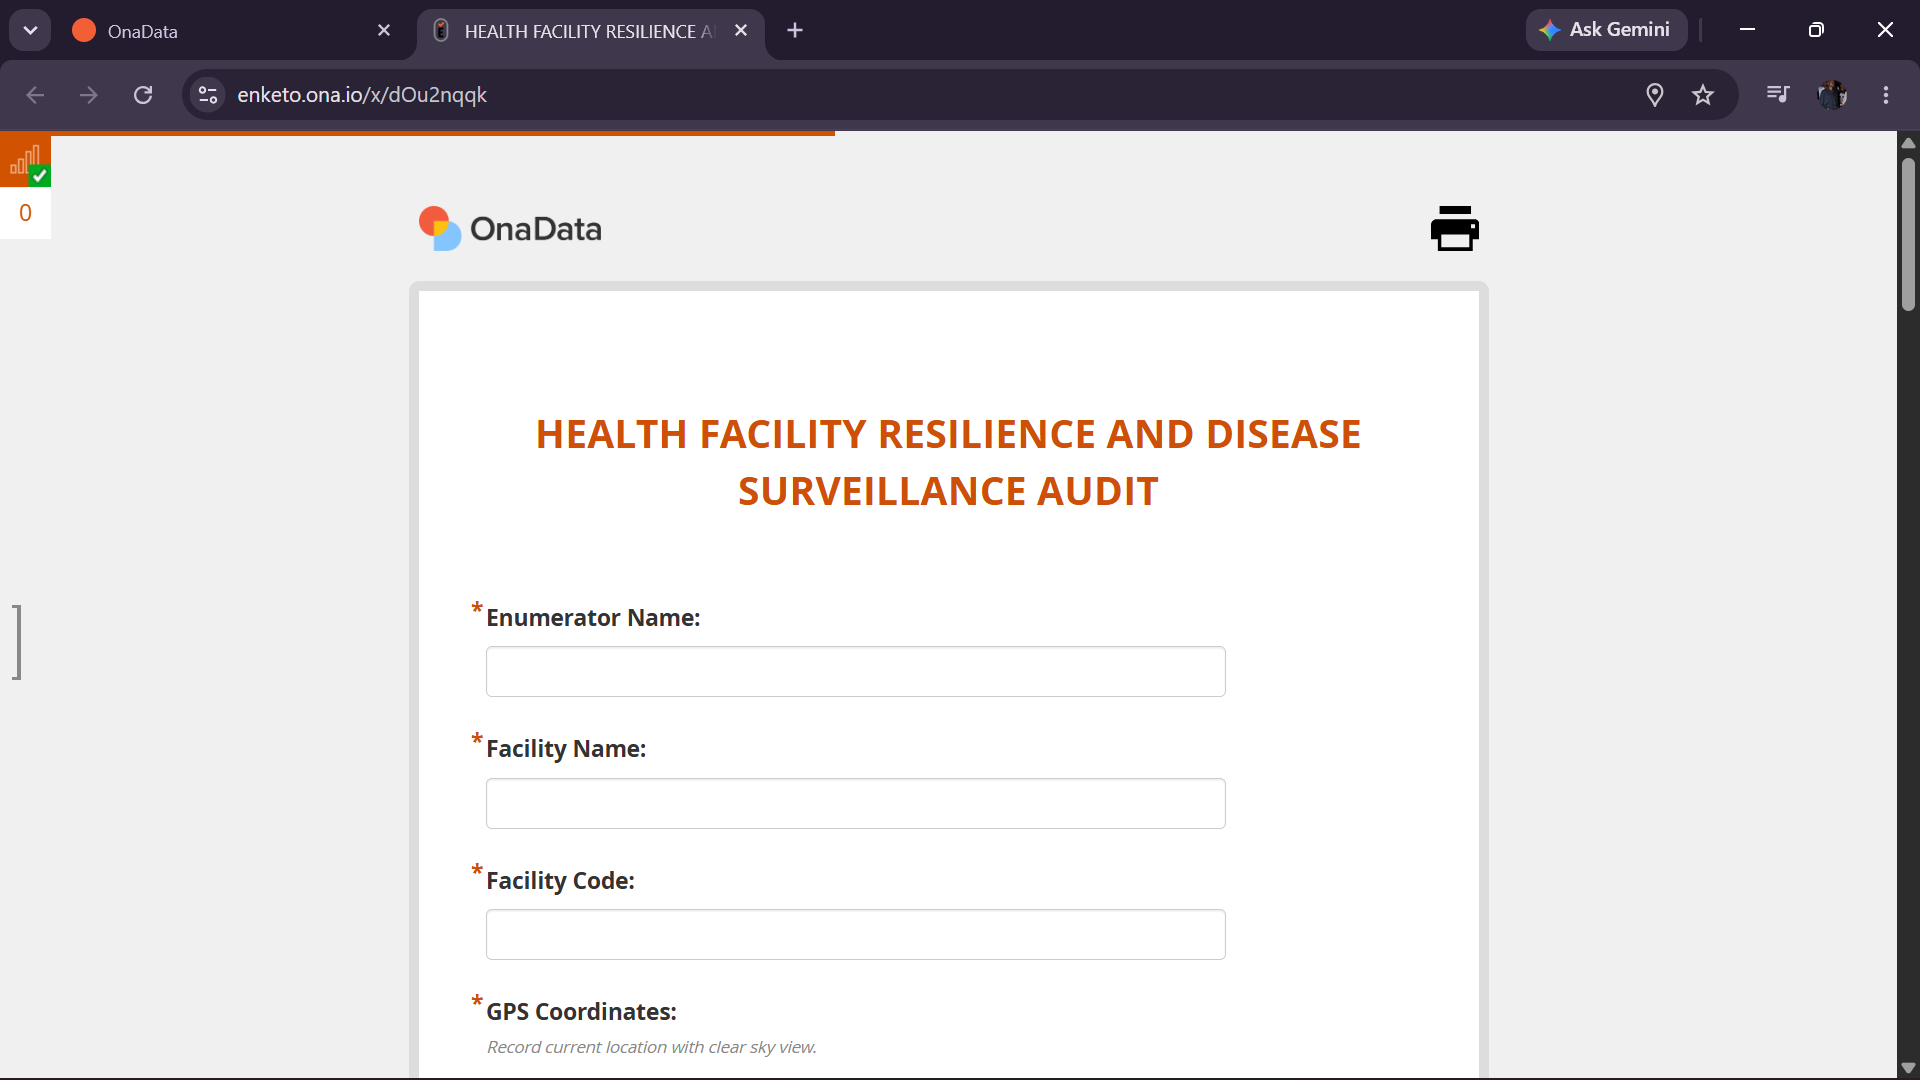 OnaData
HEALTH FACILITY RESILIENCE A
Ask Gemini
enketo.ona.io/x/dOu2nqqk
0
OnaData
HEALTH FACILITY RESILIENCE AND DISEASE
SURVEILLANCE AUDIT
* Enumerator Name:
* Facility Name:
* Facility Code:
* GPS Coordinates:
Record current location with clear sky view.